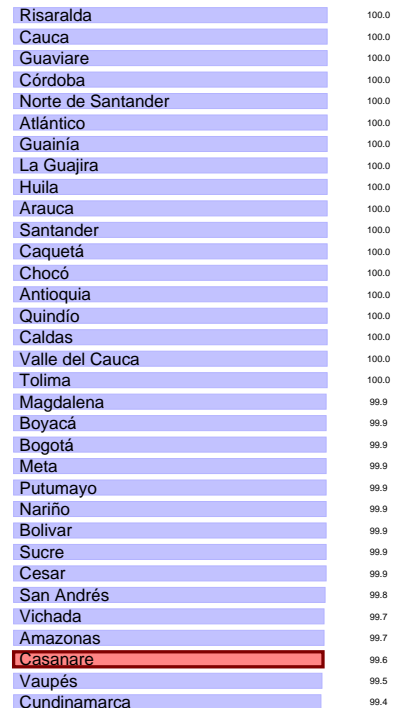 Risaralda 100.0
Cauca 100.0
Guaviare 100.0
Córdoba 100.0
Norte de Santander 100.0
Atlántico 100.0
Guainía 100.0
La Guajira 100.0
Huila 100.0
Arauca 100.0
Santander 100.0
Caquetá 100.0
Chocó 100.0
Antioquia 100.0
Quindío 100.0
Caldas 100.0
Valle del Cauca 100.0
Tolima 100.0
Magdalena 99.9
Boyacá 99.9
Bogotá 99.9
Meta 99.9
Putumayo 99.9
Nariño 99.9
Bolivar 99.9
Sucre 99.9
Cesar 99.9
San Andrés 99.8
Vichada 99.7
Amazonas 99.7
Casanare 99.6
Vaupés 99.5
Cundinamarca 99.4